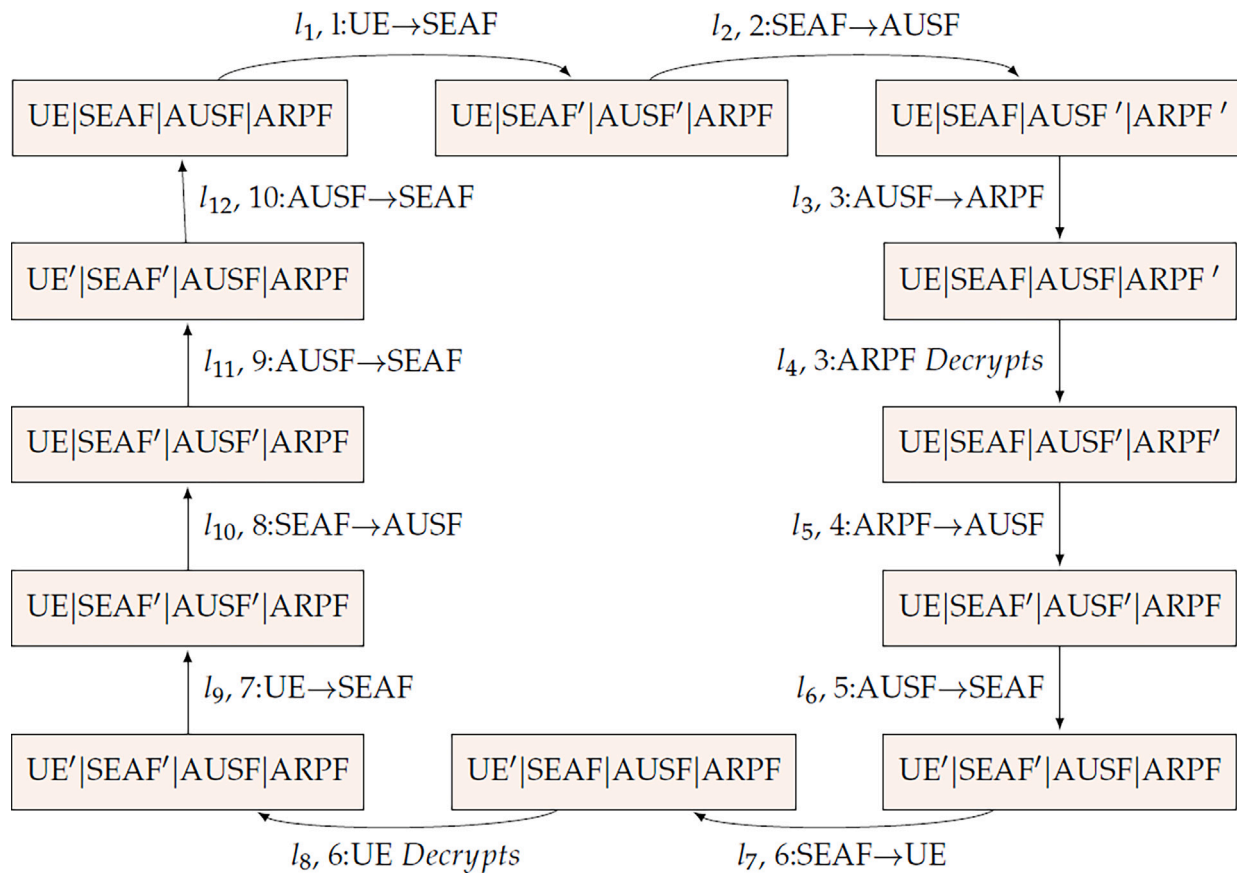 l₁, 1:UE→SEAF
l₂, 2:SEAF→AUSF
UE|SEAF|AUSF|ARPF
UE|SEAF′|AUSF′|ARPF
UE|SEAF|AUSF ′|ARPF ′
l₁₂, 10:AUSF→SEAF
l₃, 3:AUSF→ARPF
UE′|SEAF′|AUSF|ARPF
UE|SEAF|AUSF|ARPF ′
l₁₁, 9:AUSF→SEAF
l₄, 3:ARPF Decrypts
UE|SEAF′|AUSF′|ARPF
UE|SEAF|AUSF′|ARPF′
l₁₀, 8:SEAF→AUSF
l₅, 4:ARPF→AUSF
UE|SEAF′|AUSF′|ARPF
UE|SEAF′|AUSF′|ARPF
l₉, 7:UE→SEAF
l₆, 5:AUSF→SEAF
UE′|SEAF′|AUSF|ARPF
UE′|SEAF|AUSF|ARPF
UE′|SEAF′|AUSF|ARPF
l₈, 6:UE Decrypts
l₇, 6:SEAF→UE